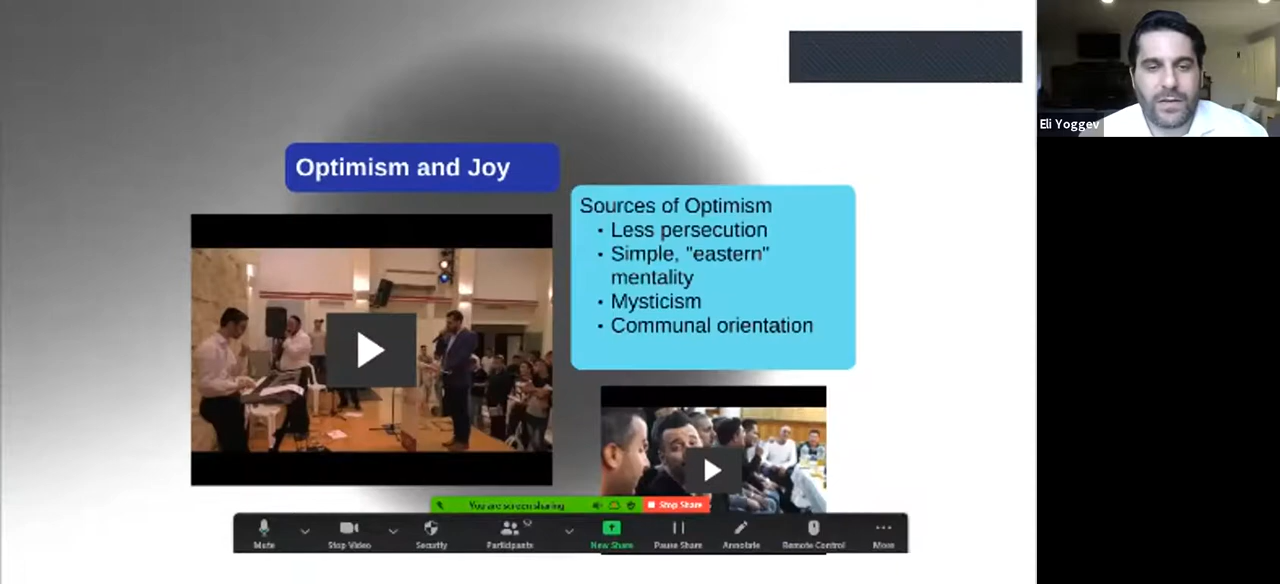 Eli Yoggev
Optimism and Joy
Sources of Optimism
• Less persecution
• Simple, "eastern"
mentality
• Mysticism
• Communal orientation
You are screen sharing
Stop Share
Mute
Stop Video
Security
Participants
New Share
Pause Share
Annotate
Remote Control
More